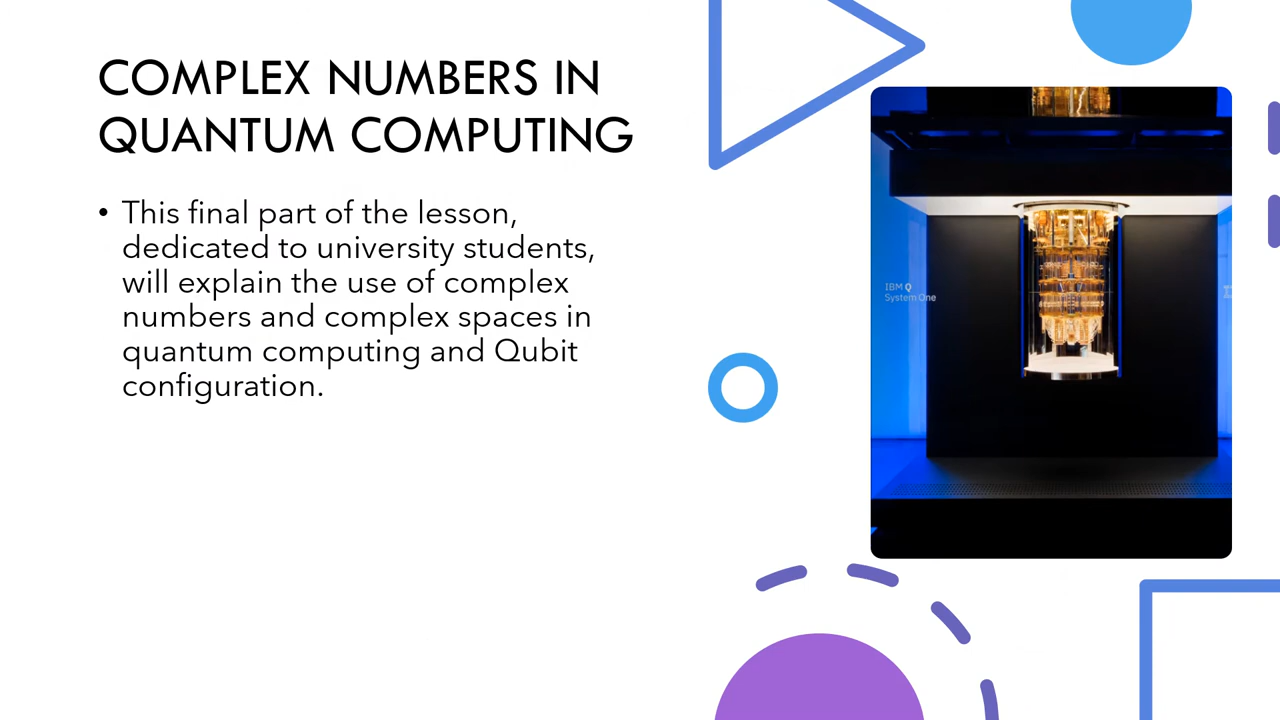 COMPLEX NUMBERS IN
QUANTUM COMPUTING
• This final part of the lesson,
dedicated to university students,
will explain the use of complex
numbers and complex spaces in
quantum computing and Qubit
configuration.
IBM Q
System One